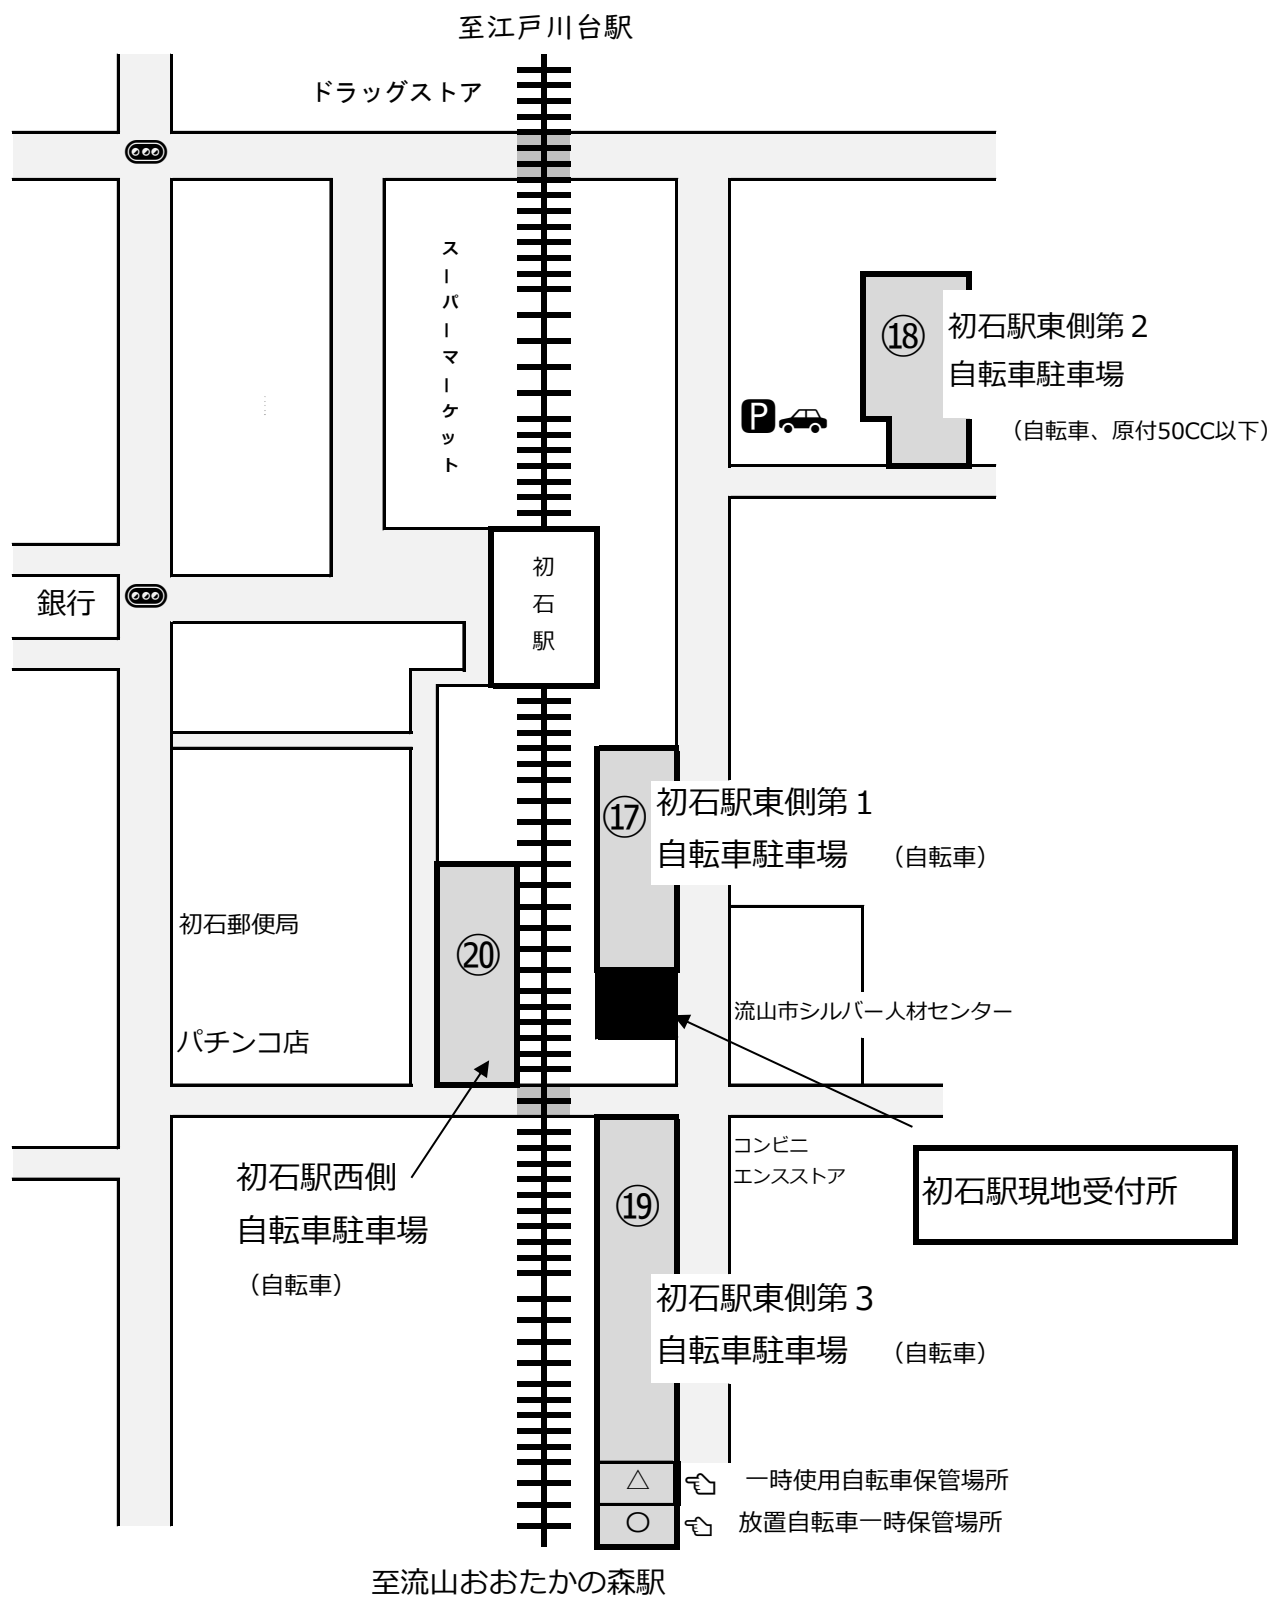 至江戸川台駅
ドラッグストア
スーパーマーケット
⑱
初石駅東側第２
自転車駐車場
（自転車、原付50CC以下）
P
初石駅
銀行
⑰
初石駅東側第１
自転車駐車場　（自転車）
初石郵便局
⑳
パチンコ店
流山市シルバー人材センター
コンビニ
エンスストア
初石駅現地受付所
初石駅西側
自転車駐車場
（自転車）
⑲
初石駅東側第３
自転車駐車場　（自転車）
△ 一時使用自転車保管場所
○ 放置自転車一時保管場所
至流山おおたかの森駅